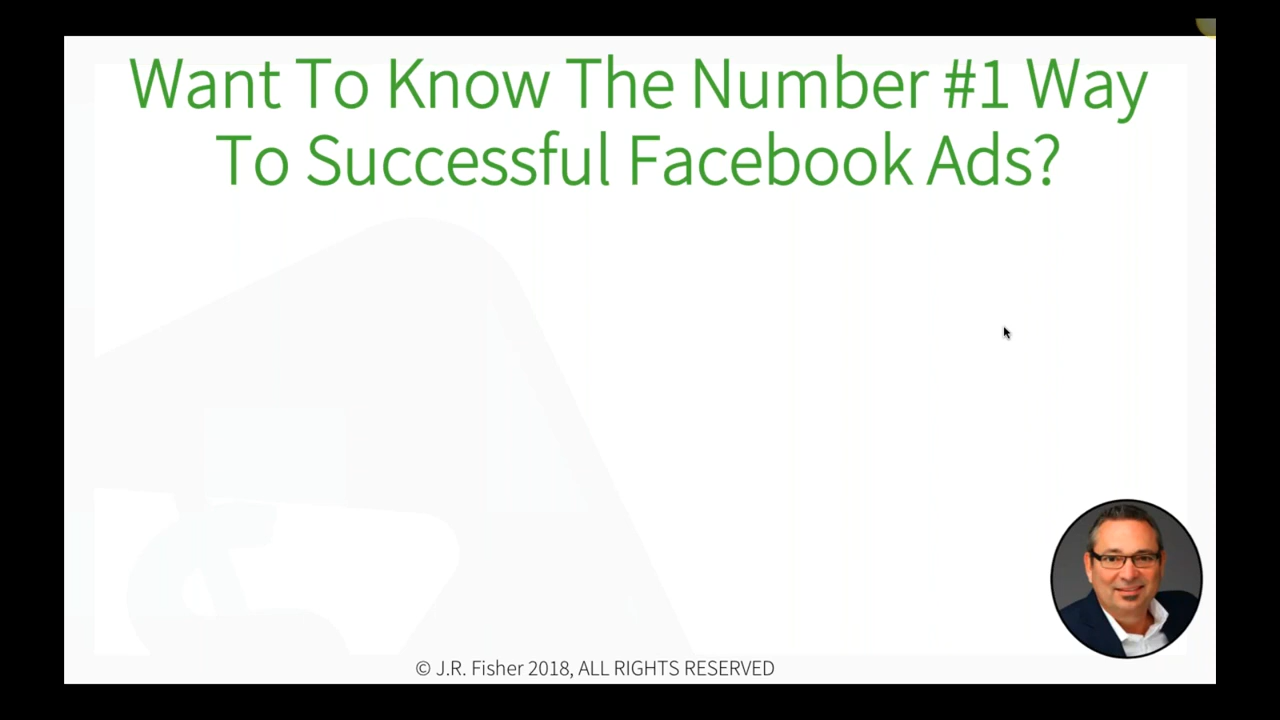 Want To Know The Number #1 Way
To Successful Facebook Ads?
© J.R. Fisher 2018, ALL RIGHTS RESERVED